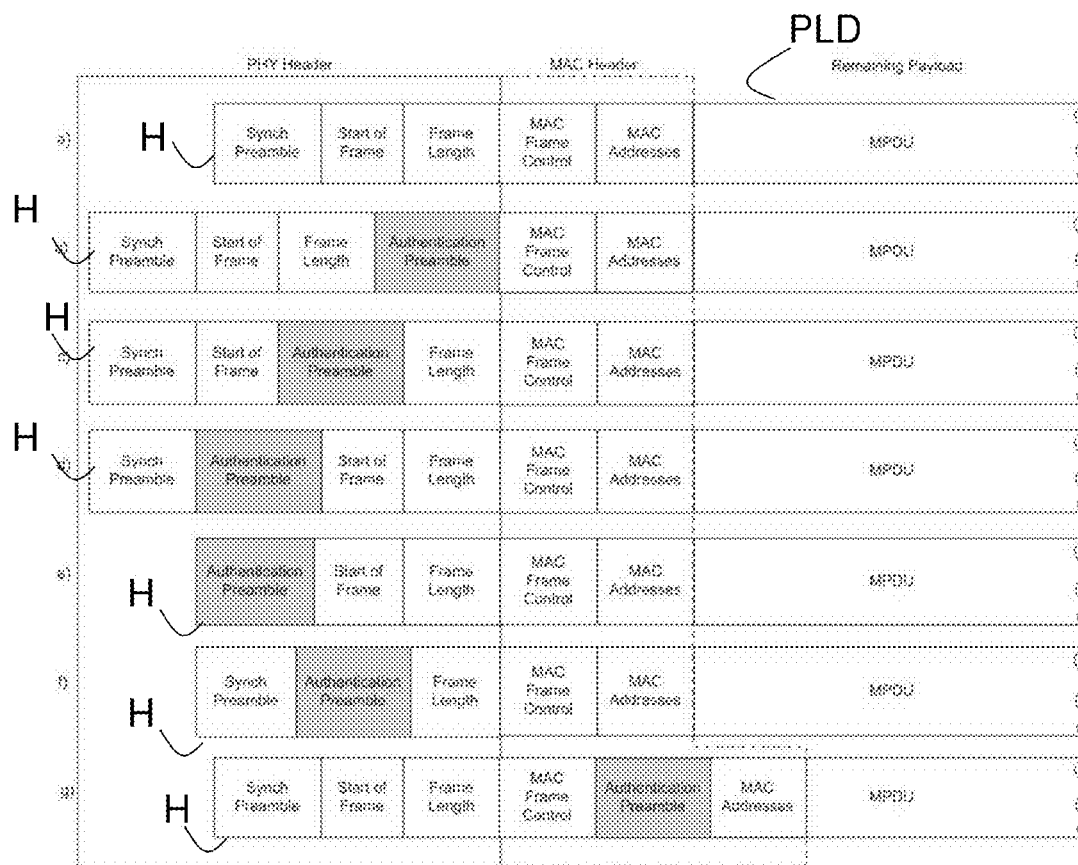 PLD
PHY Header MAC Header Remaining Payload
a)
H
Synch Preamble Start of Frame Frame Length MAC Frame Control MAC Addresses MPDU
H
Synch Preamble Start of Frame Frame Length Authentication Preamble MAC Frame Control MAC Addresses MPDU
H
Synch Preamble Start of Frame Authentication Preamble Frame Length MAC Frame Control MAC Addresses MPDU
H
Synch Preamble Authentication Preamble Start of Frame Frame Length MAC Frame Control MAC Addresses MPDU
e)
H
Authentication Preamble Start of Frame Frame Length MAC Frame Control MAC Addresses MPDU
f)
H
Synch Preamble Authentication Preamble Frame Length MAC Frame Control MAC Addresses MPDU
g)
H
Synch Preamble Start of Frame Frame Length MAC Frame Control Authentication Preamble MAC Addresses MPDU